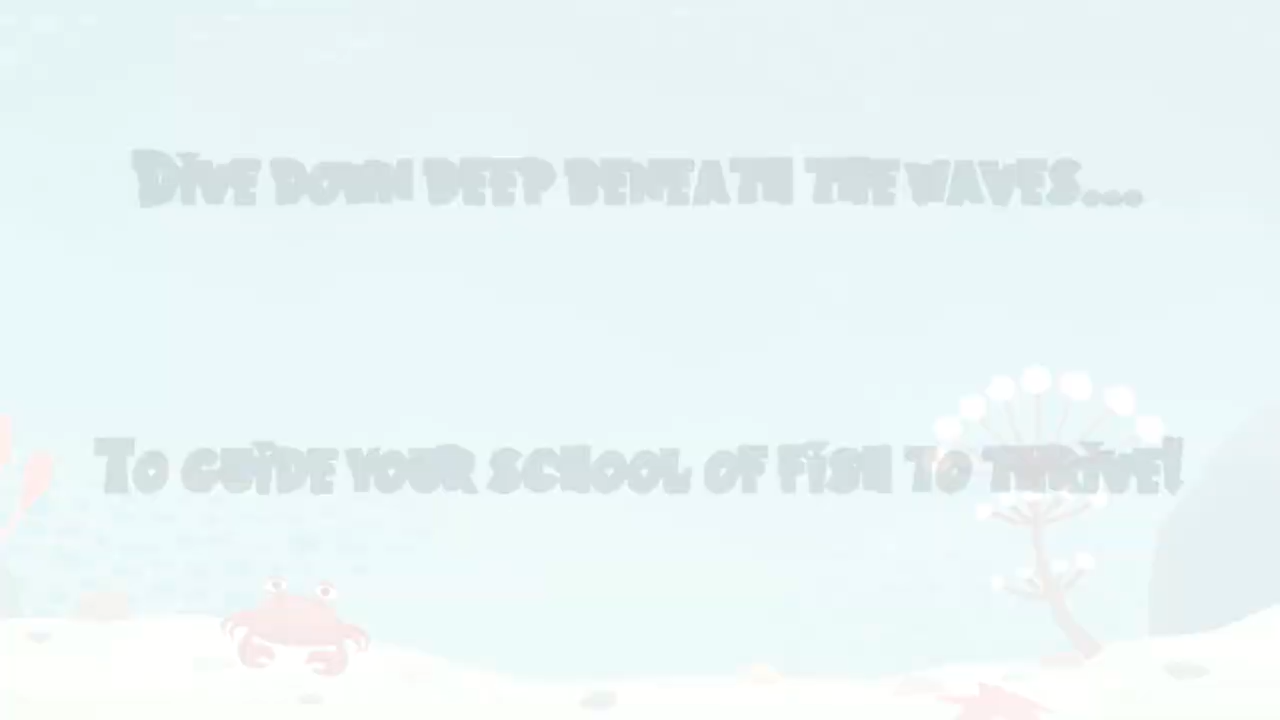 Dive down deep beneath the waves...
To guide your school of fish to thrive!